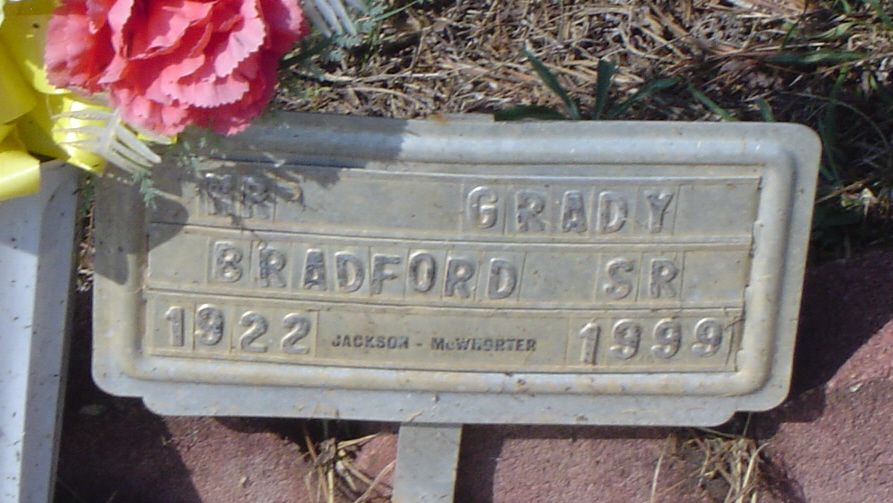 MR GRADY
BRADFORD SR
1922 JACKSON - McWHORTER 1999